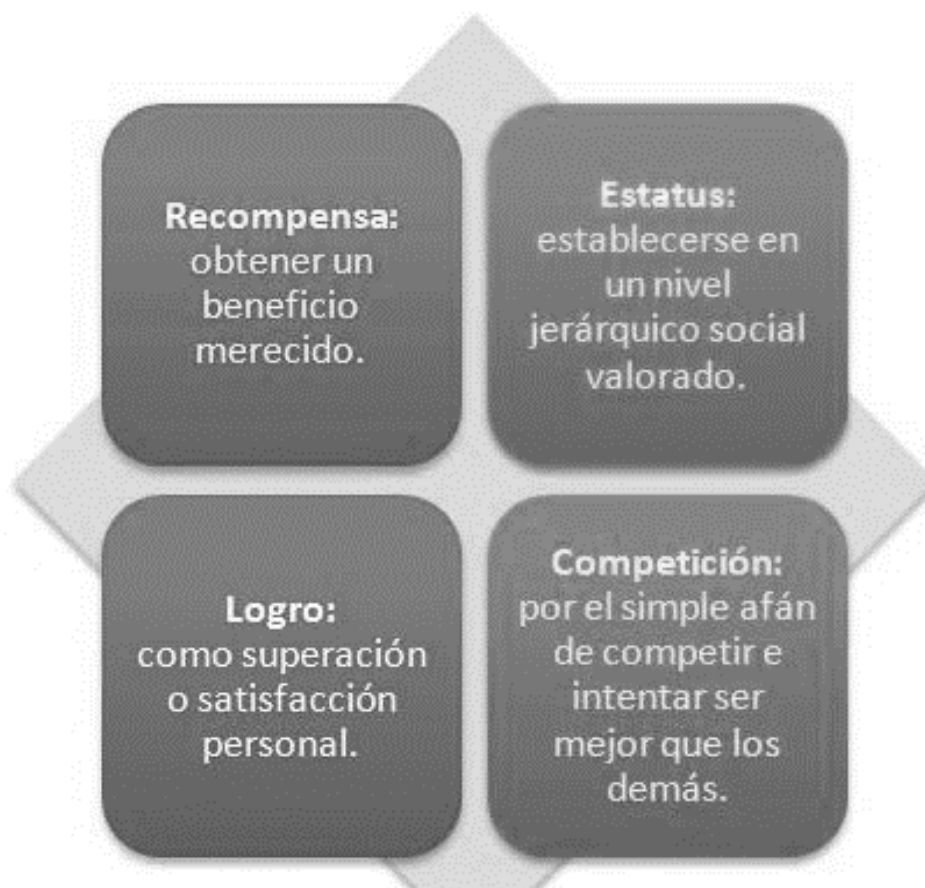 Recompensa:
obtener un
beneficio
merecido.
Estatus:
establecerse en
un nivel
jerárquico social
valorado.
Logro:
como superación
o satisfacción
personal.
Competición:
por el simple afán
de competir e
intentar ser
mejor que los
demás.